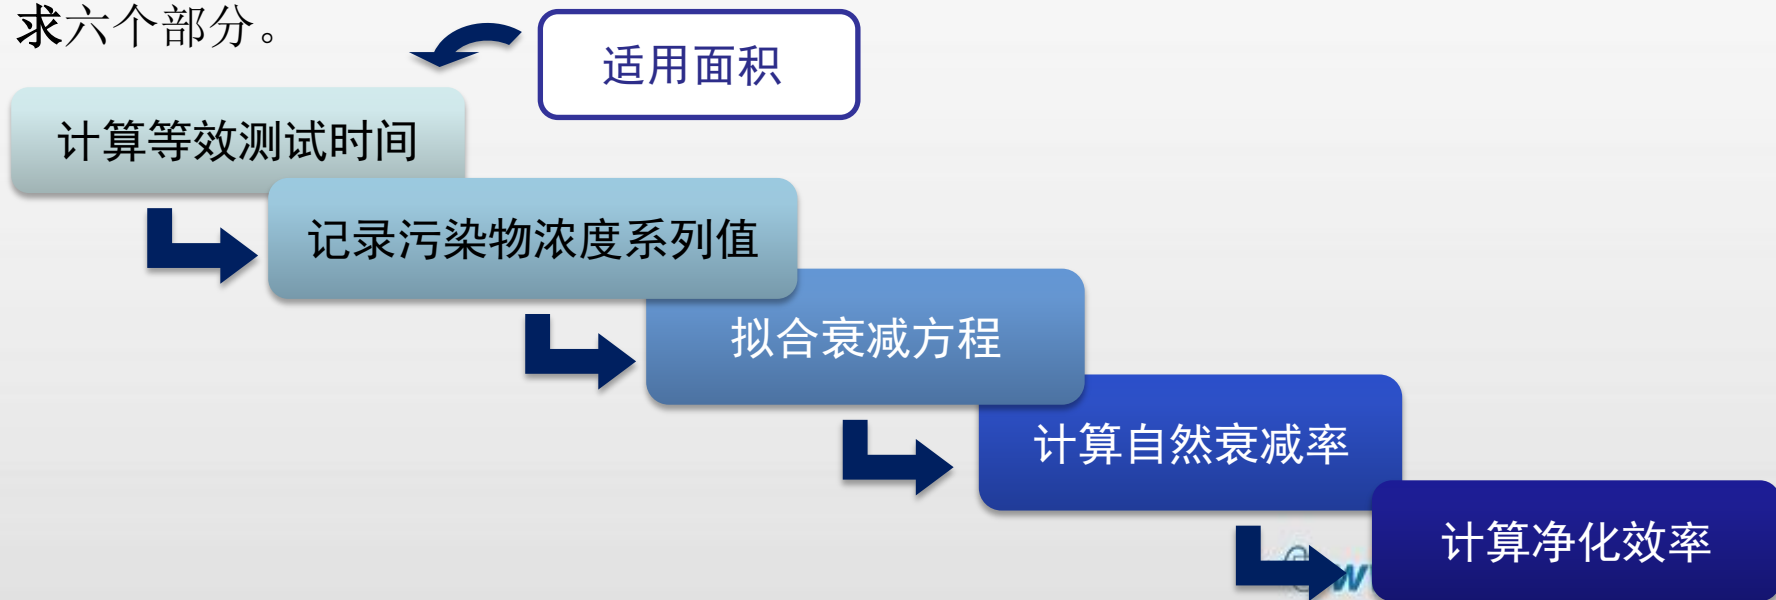 求六个部分。
适用面积
计算等效测试时间
记录污染物浓度系列值
拟合衰减方程
计算自然衰减率
计算净化效率